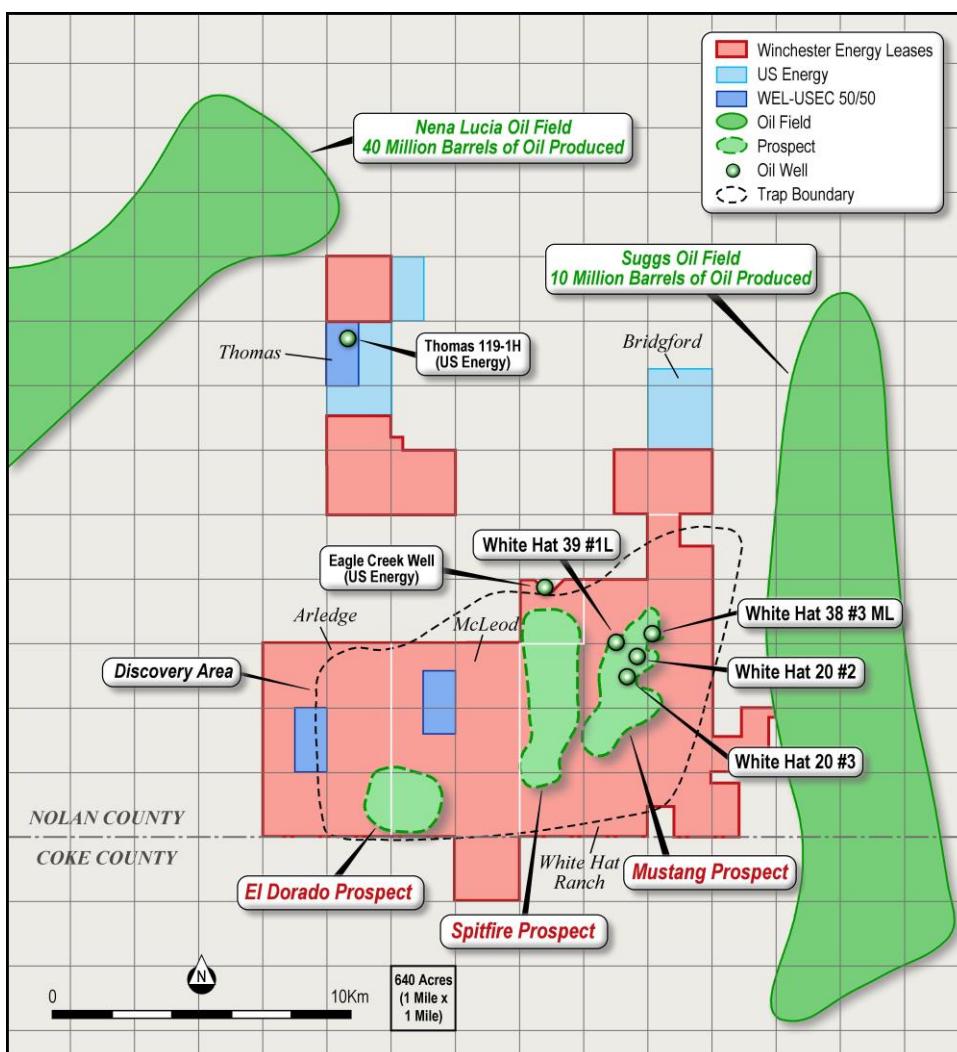 Winchester Energy Leases
US Energy
WEL-USEC 50/50
Oil Field
Prospect
Oil Well
Trap Boundary
Nena Lucia Oil Field
40 Million Barrels of Oil Produced
Suggs Oil Field
10 Million Barrels of Oil Produced
Thomas
Thomas 119-1H
(US Energy)
Bridgford
White Hat 39 #1L
Eagle Creek Well
(US Energy)
Arledge
McLeod
White Hat 38 #3 ML
Discovery Area
White Hat 20 #2
White Hat 20 #3
NOLAN COUNTY
COKE COUNTY
White Hat
Ranch
Mustang Prospect
El Dorado Prospect
Spitfire Prospect
N
0
10Km
640 Acres
(1 Mile x
1 Mile)